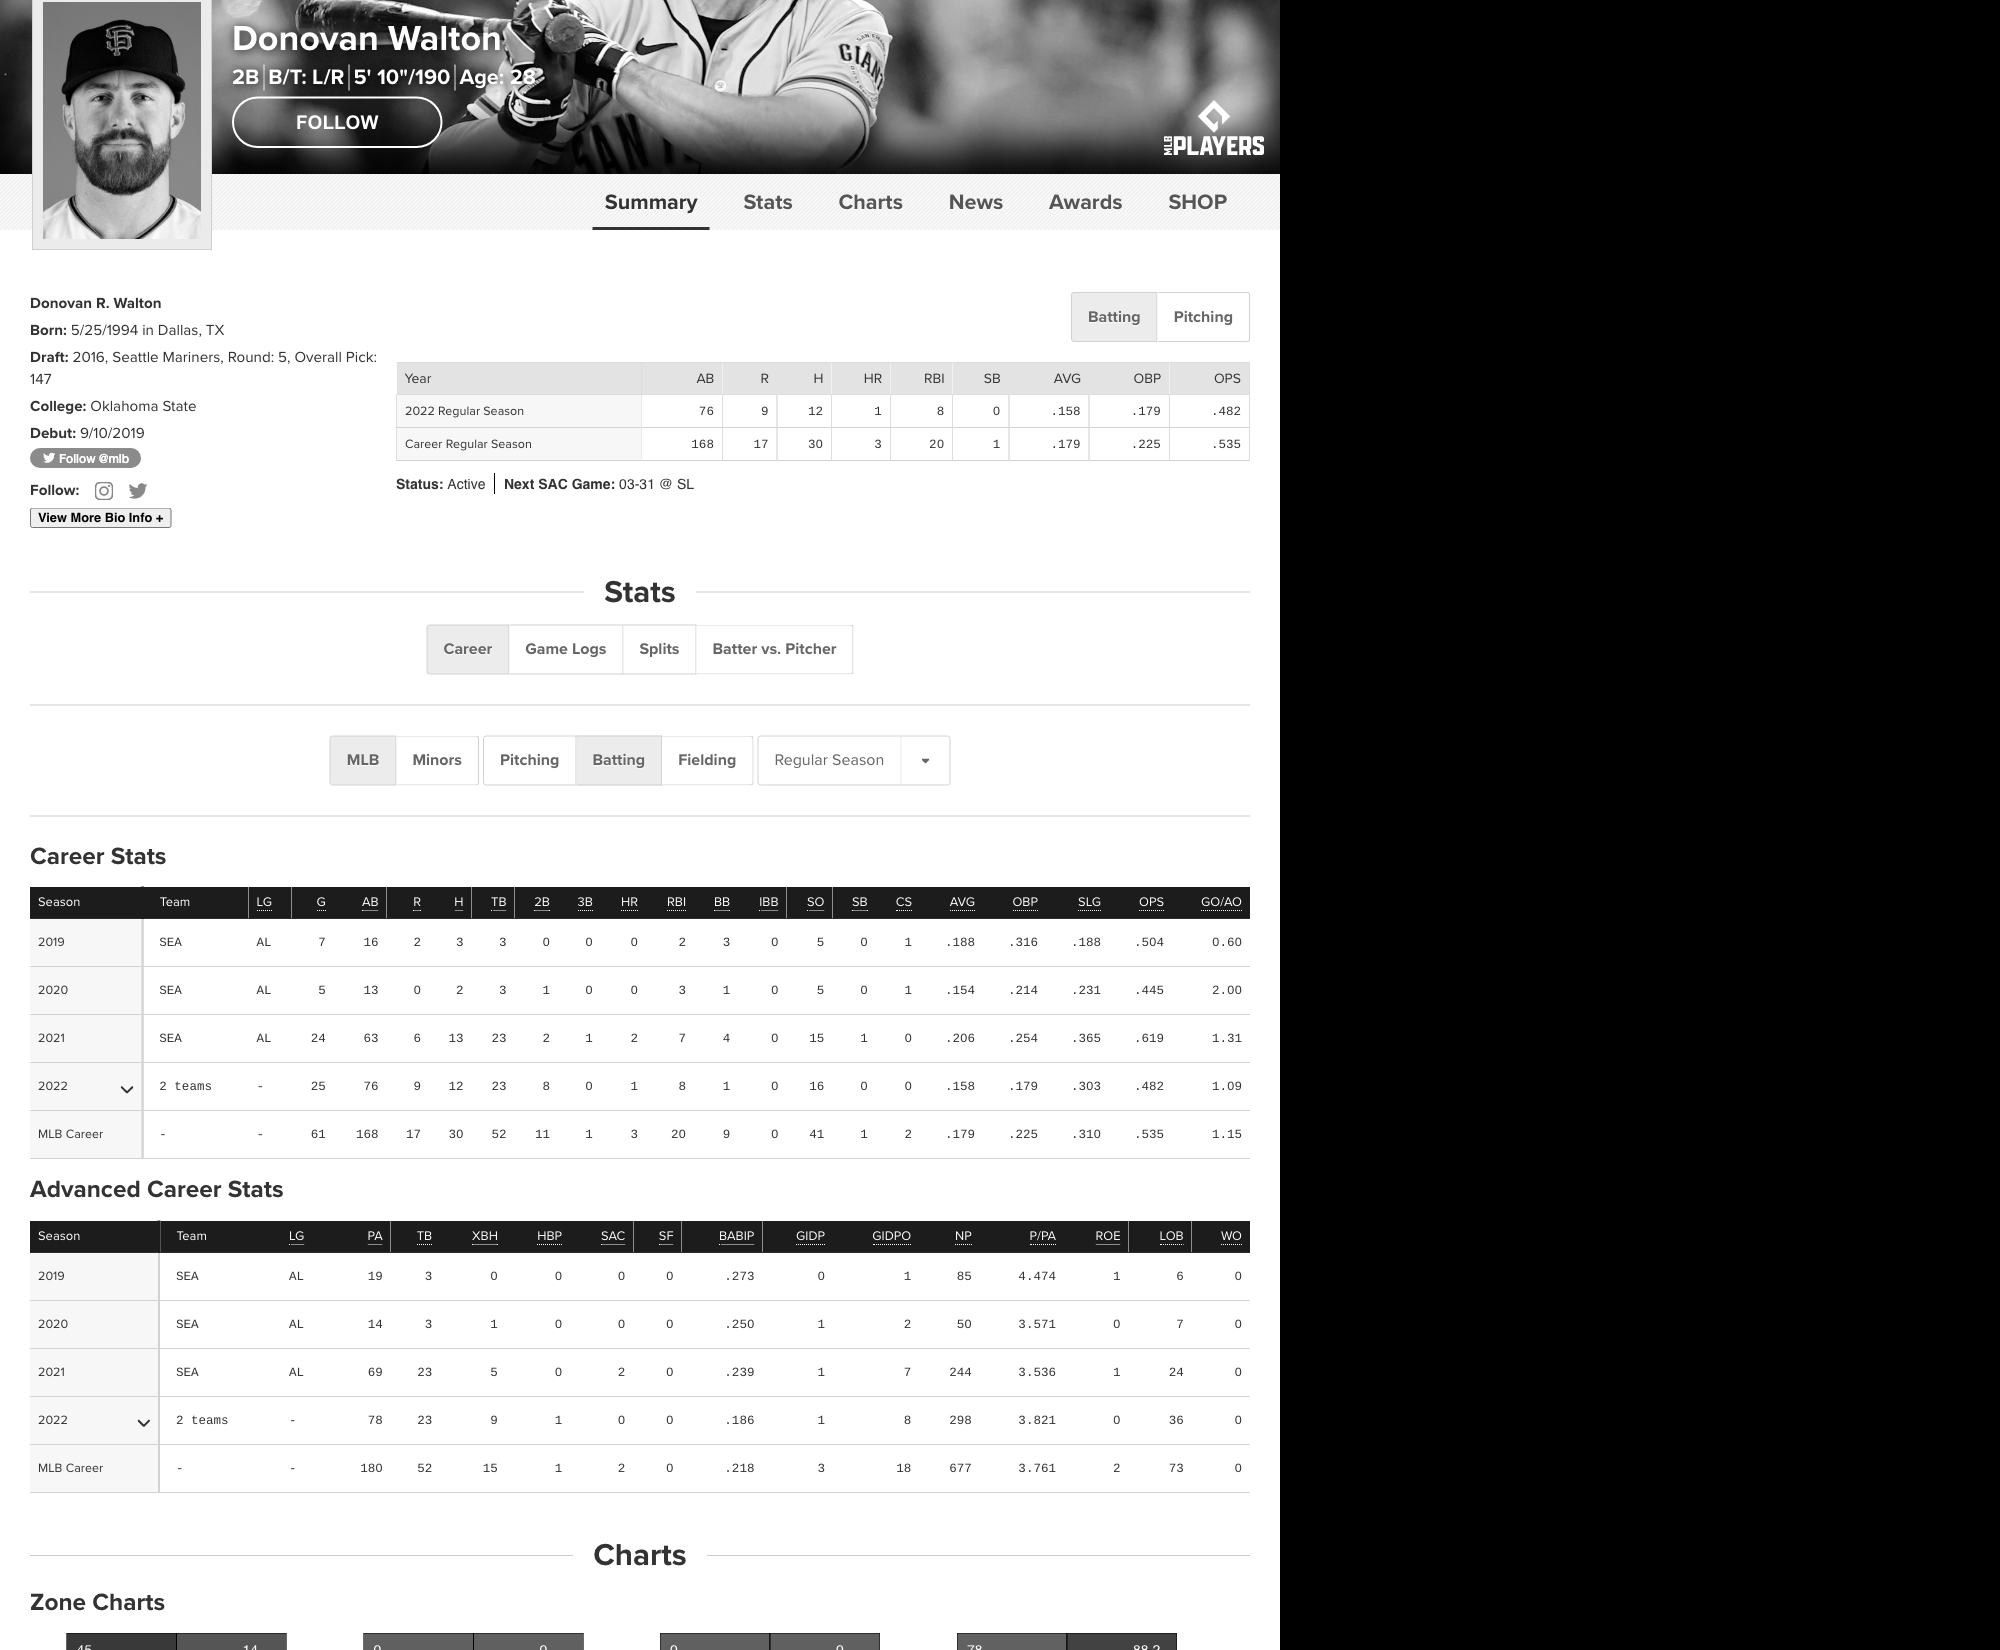 Donovan Walton
2B B/T: L/R 5' 10"/190 Age: 28
FOLLOW
GIANTS
MLB PLAYERS
Summary Stats Charts News Awards SHOP
Donovan R. Walton
Born: 5/25/1994 in Dallas, TX
Draft: 2016, Seattle Mariners, Round: 5, Overall Pick:
147
College: Oklahoma State
Debut: 9/10/2019
Follow @mlb
Follow:
View More Bio Info +
Batting Pitching
Year AB R H HR RBI SB AVG OBP OPS
2022 Regular Season 76 9 12 1 8 0 .158 .179 .482
Career Regular Season 168 17 30 3 20 1 .179 .225 .535
Status: Active Next SAC Game: 03-31 @ SL
Stats
Career Game Logs Splits Batter vs. Pitcher
MLB Minors Pitching Batting Fielding Regular Season
Career Stats
Season Team LG G AB R H TB 2B 3B HR RBI BB IBB SO SB CS AVG OBP SLG OPS GO/AO
2019 SEA AL 7 16 2 3 3 0 0 0 2 3 0 5 0 1 .188 .316 .188 .504 0.60
2020 SEA AL 5 13 0 2 3 1 0 0 3 1 0 5 0 1 .154 .214 .231 .445 2.00
2021 SEA AL 24 63 6 13 23 2 1 2 7 4 0 15 1 0 .206 .254 .365 .619 1.31
2022 2 teams - 25 76 9 12 23 8 0 1 8 1 0 16 0 0 .158 .179 .303 .482 1.09
MLB Career - - 61 168 17 30 52 11 1 3 20 9 0 41 1 2 .179 .225 .310 .535 1.15
Advanced Career Stats
Season Team LG PA TB XBH HBP SAC SF BABIP GIDP GIDPO NP P/PA ROE LOB WO
2019 SEA AL 19 3 0 0 0 0 .273 0 1 85 4.474 1 6 0
2020 SEA AL 14 3 1 0 0 0 .250 1 2 50 3.571 0 7 0
2021 SEA AL 69 23 5 0 2 0 .239 1 7 244 3.536 1 24 0
2022 2 teams - 78 23 9 1 0 0 .186 1 8 298 3.821 0 36 0
MLB Career - - 180 52 15 1 2 0 .218 3 18 677 3.761 2 73 0
Charts
Zone Charts
45 14 0 0 0 0 78 88.2